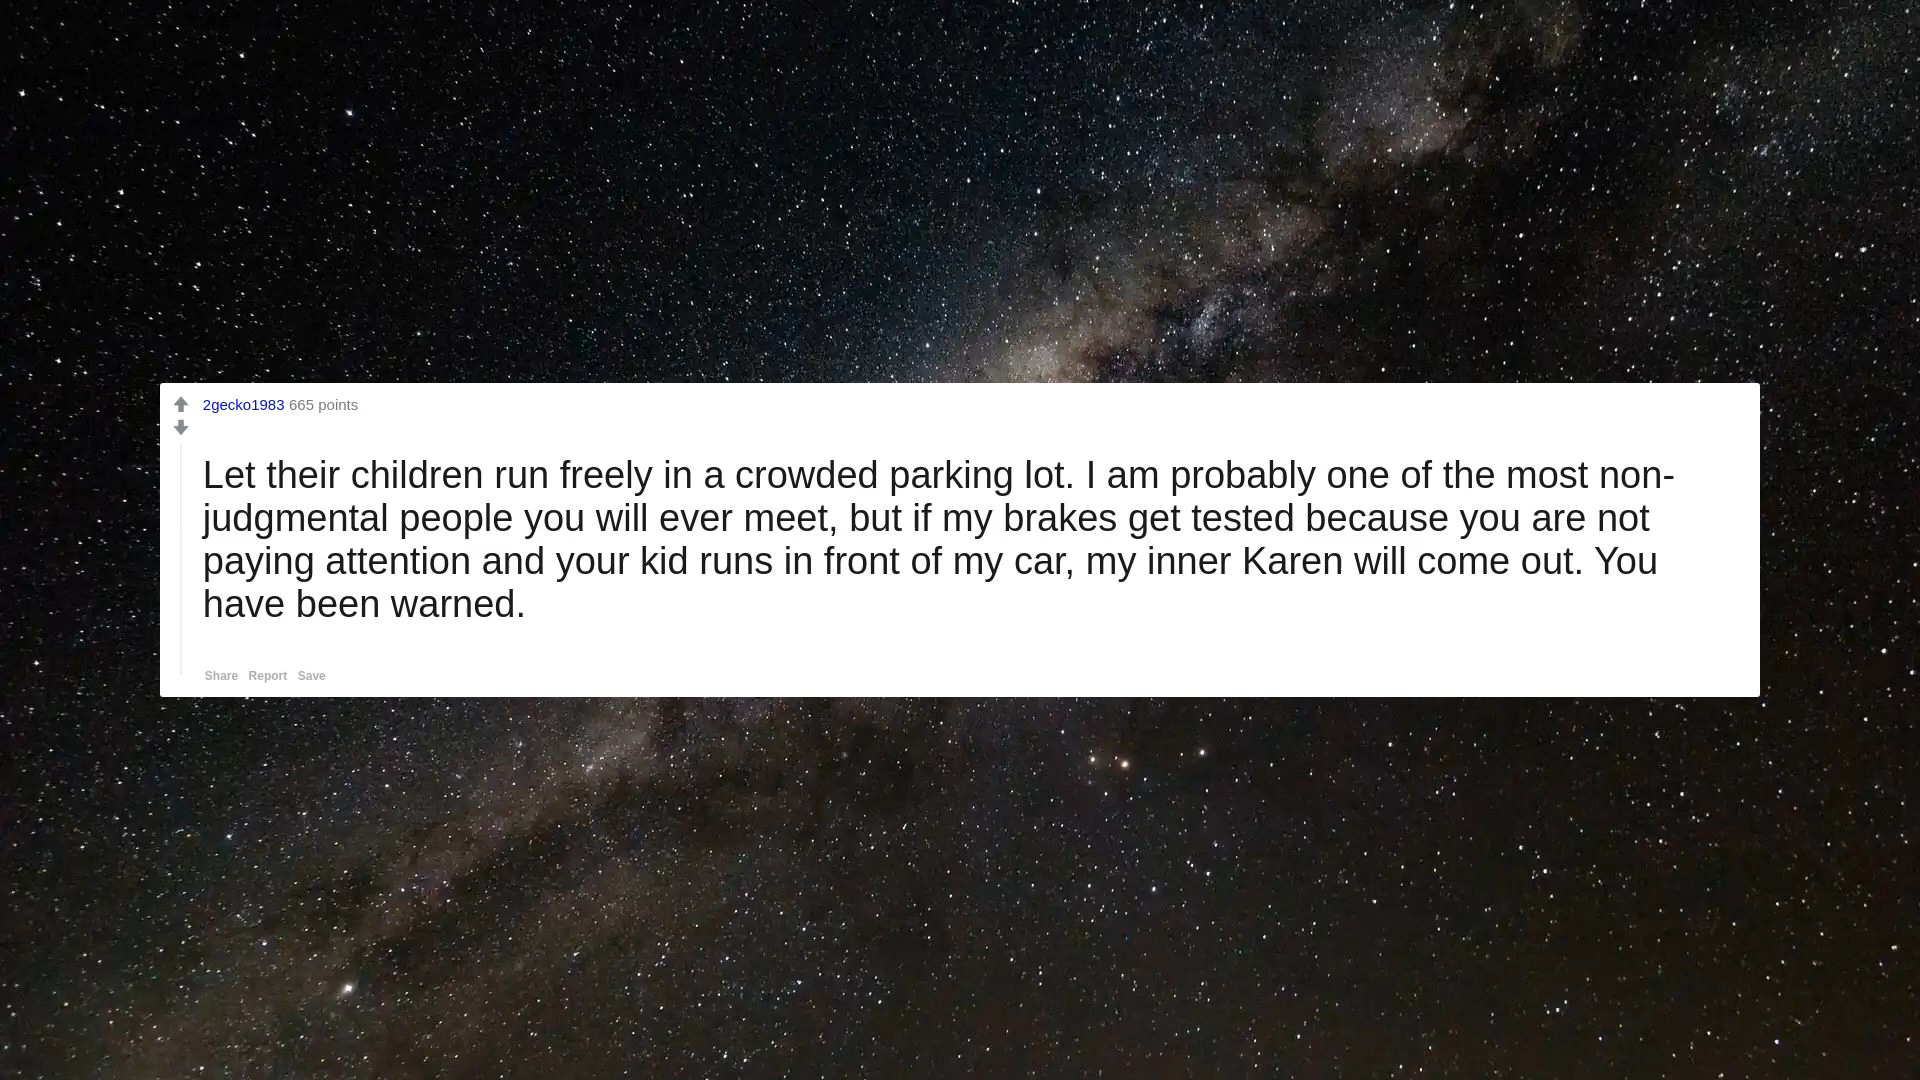 2gecko1983 665 points
Let their children run freely in a crowded parking lot. I am probably one of the most non-
judgmental people you will ever meet, but if my brakes get tested because you are not
paying attention and your kid runs in front of my car, my inner Karen will come out. You
have been warned.
Share Report Save